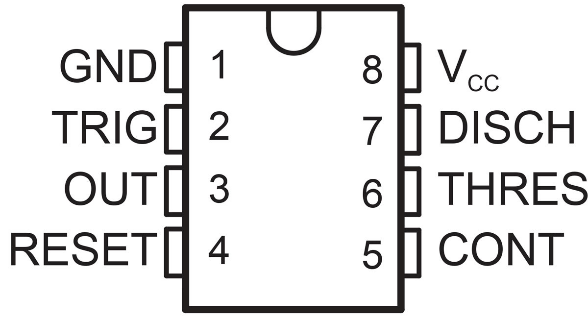 GND 1 8 VCC
TRIG 2 7 DISCH
OUT 3 6 THRES
RESET 4 5 CONT